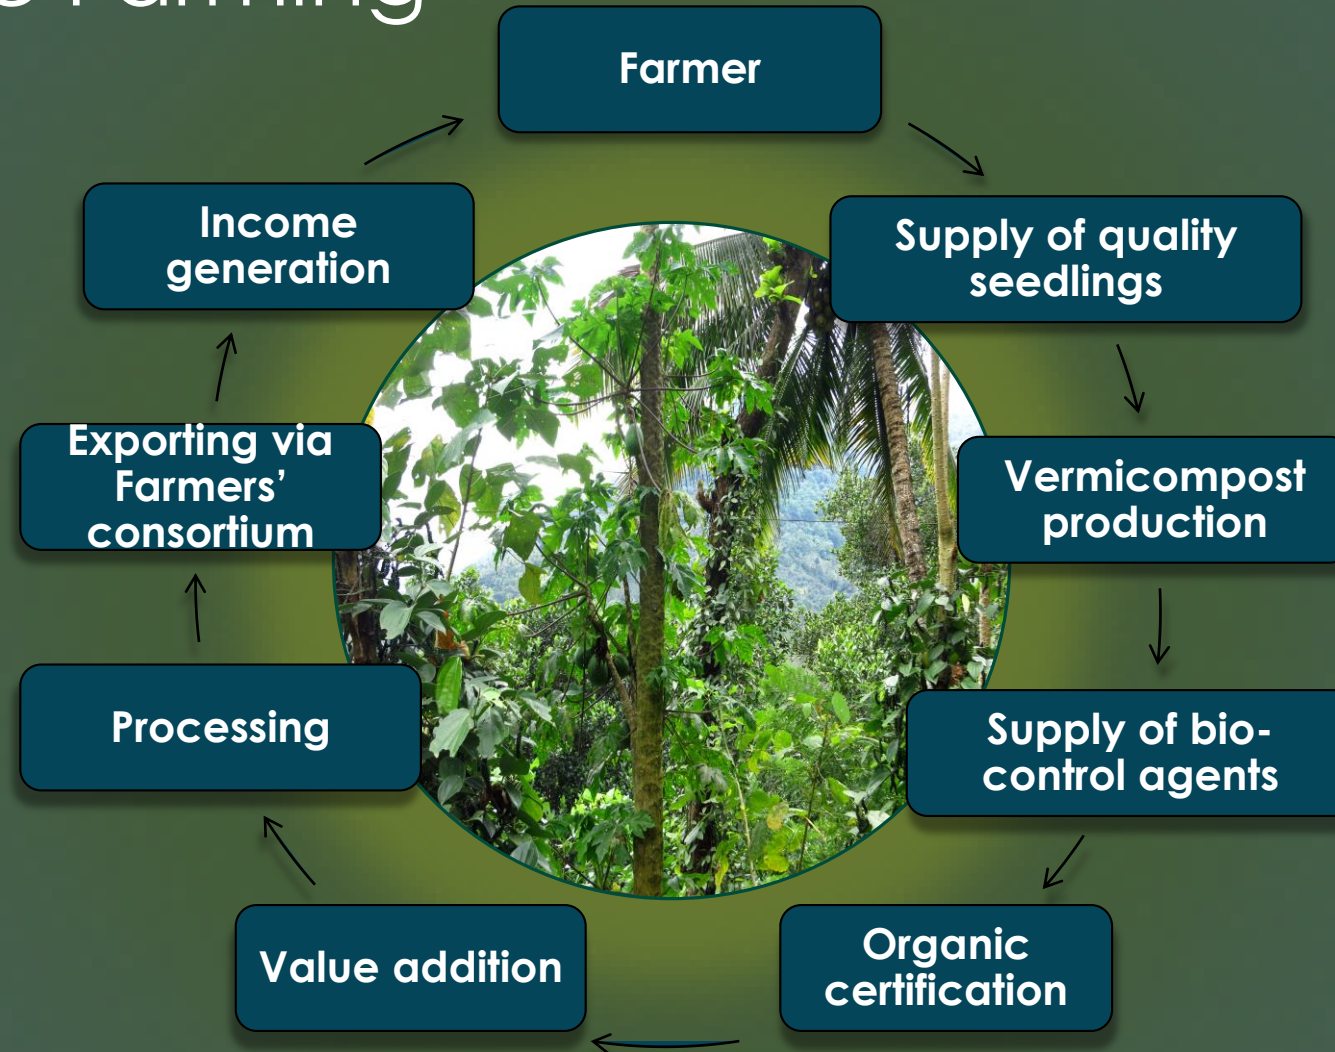 Farming
Farmer
Supply of quality
seedlings
Vermicompost
production
Supply of bio-
control agents
Organic
certification
Value addition
Processing
Exporting via
Farmers’
consortium
Income
generation